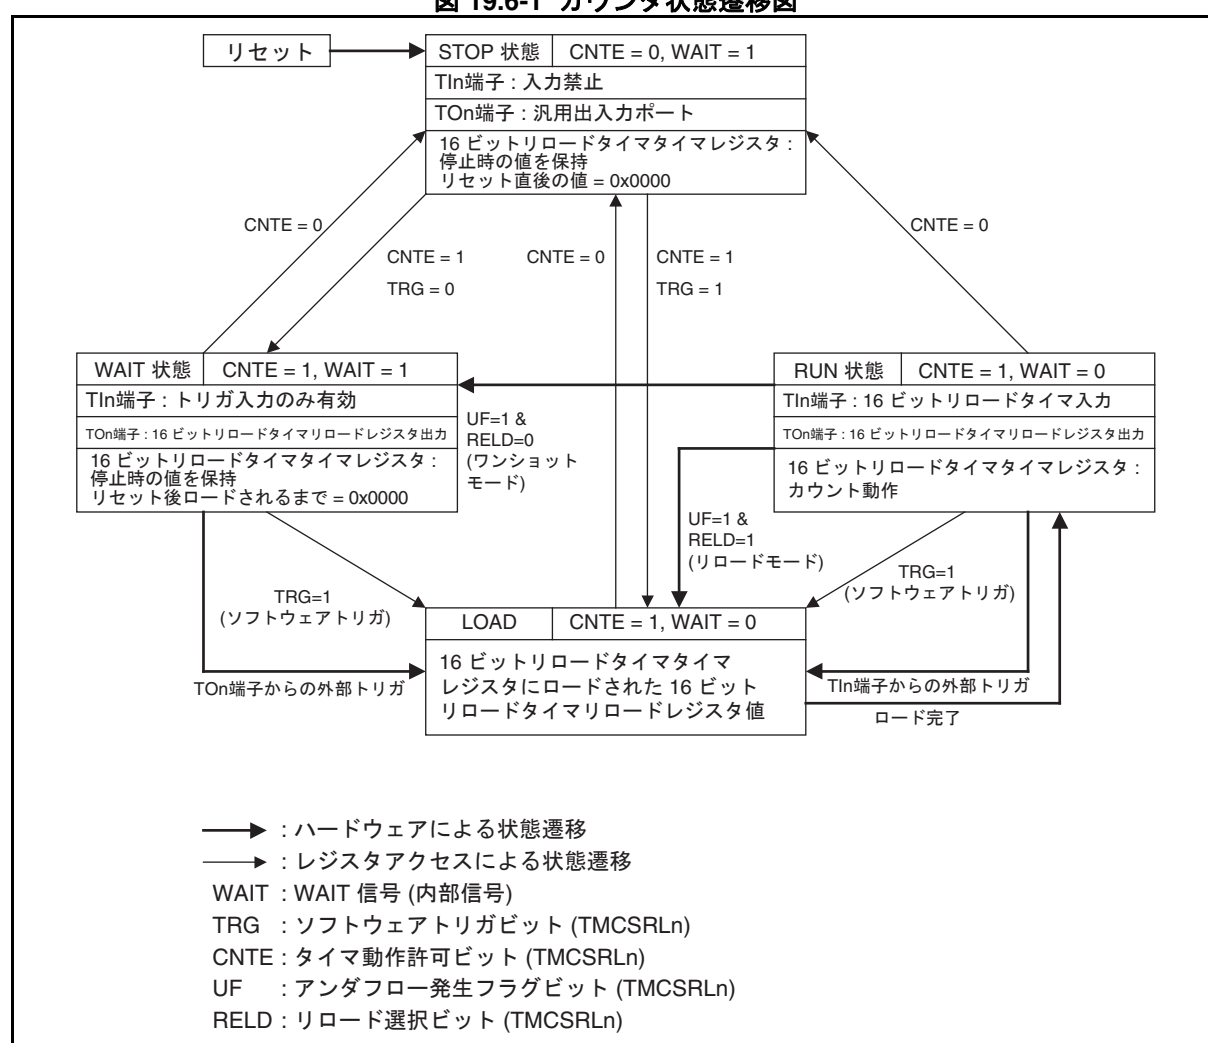 図 19.6-1 カウンタ状態遷移図
リセット
STOP 状態 CNTE = 0, WAIT = 1
TIn端子 : 入力禁止
TOn端子 : 汎用出入力ポート
16 ビットリロードタイマタイマレジスタ :
停止時の値を保持
リセット直後の値 = 0x0000
CNTE = 0
CNTE = 1
TRG = 0
CNTE = 0
CNTE = 1
TRG = 1
CNTE = 0
WAIT 状態 CNTE = 1, WAIT = 1
TIn端子 : トリガ入力のみ有効
TOn端子 : 16 ビットリロードタイマリロードレジスタ出力
16 ビットリロードタイマタイマレジスタ :
停止時の値を保持
リセット後ロードされるまで = 0x0000
UF=1 &
RELD=0
(ワンショット
モード)
RUN 状態 CNTE = 1, WAIT = 0
TIn端子 : 16 ビットリロードタイマ入力
TOn端子 : 16 ビットリロードタイマリロードレジスタ出力
16 ビットリロードタイマタイマレジスタ :
カウント動作
UF=1 &
RELD=1
(リロードモード)
TRG=1
(ソフトウェアトリガ)
TRG=1
(ソフトウェアトリガ)
LOAD CNTE = 1, WAIT = 0
16 ビットリロードタイマタイマ
レジスタにロードされた 16 ビット
リロードタイマリロードレジスタ値
TOn端子からの外部トリガ
TIn端子からの外部トリガ
ロード完了
: ハードウェアによる状態遷移
: レジスタアクセスによる状態遷移
WAIT : WAIT 信号 (内部信号)
TRG : ソフトウェアトリガビット (TMCSRLn)
CNTE : タイマ動作許可ビット (TMCSRLn)
UF : アンダフロー発生フラグビット (TMCSRLn)
RELD : リロード選択ビット (TMCSRLn)